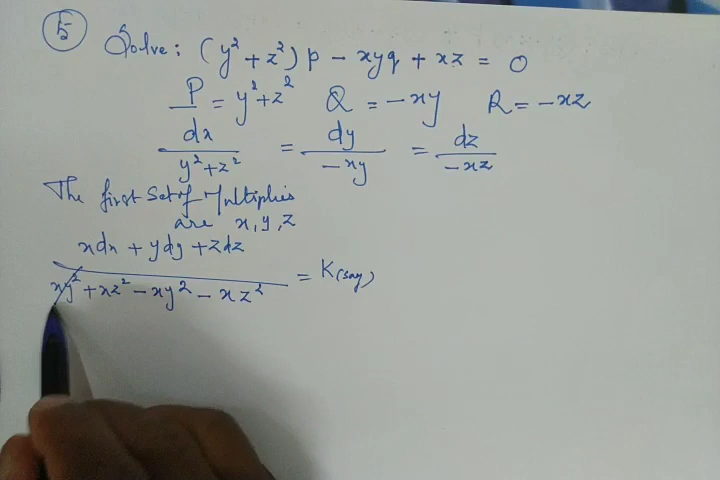 5 Solve: (y² + z²) p - xyq + xz = 0
P = y² + z² Q = -xy R = -xz
dx / y² + z² = dy / -xy = dz / -xz
The first Set of Multiplies
are x, y, z
xdx + ydy + zdz / xy² + xz² - xy² - xz² = K (say)